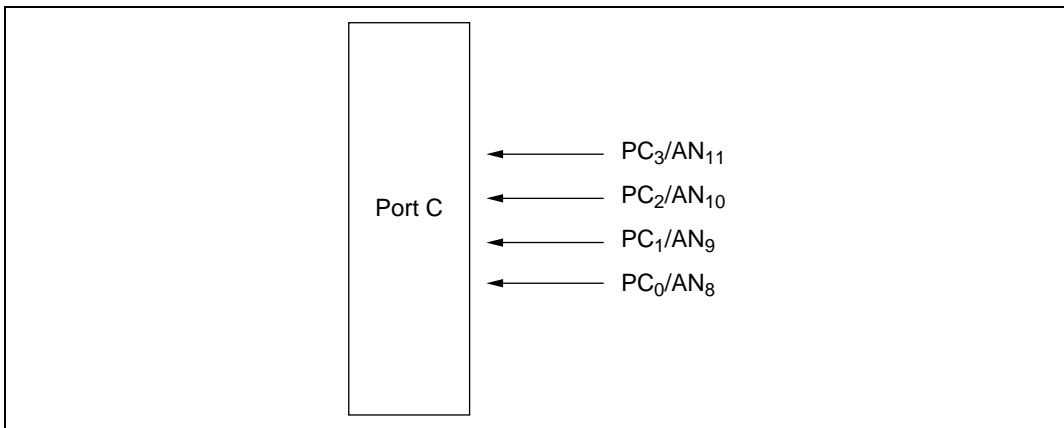 PC₃/AN₁₁
PC₂/AN₁₀
Port C
PC₁/AN₉
PC₀/AN₈